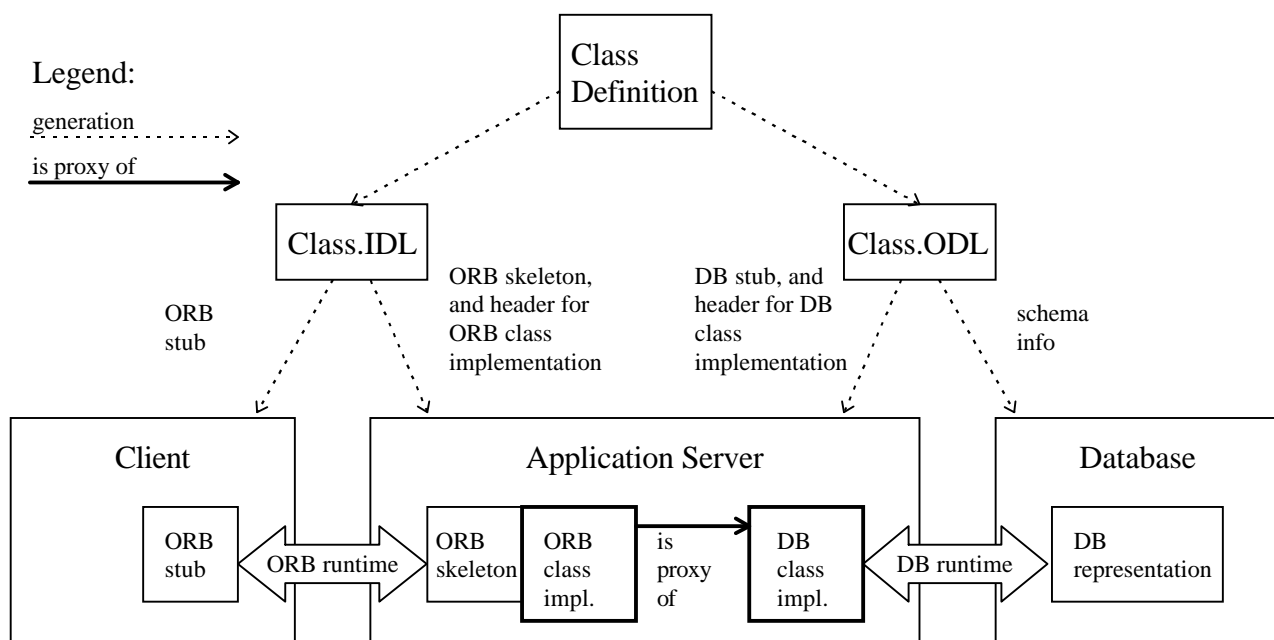 Class
Definition
Legend:
generation
is proxy of
Class.IDL
Class.ODL
ORB
stub
ORB skeleton,
and header for
ORB class
implementation
DB stub, and
header for DB
class
implementation
schema
info
Client
Application Server
Database
ORB
stub
ORB runtime
ORB
skeleton
ORB
class
impl.
is
proxy
of
DB
class
impl.
DB runtime
DB
representation